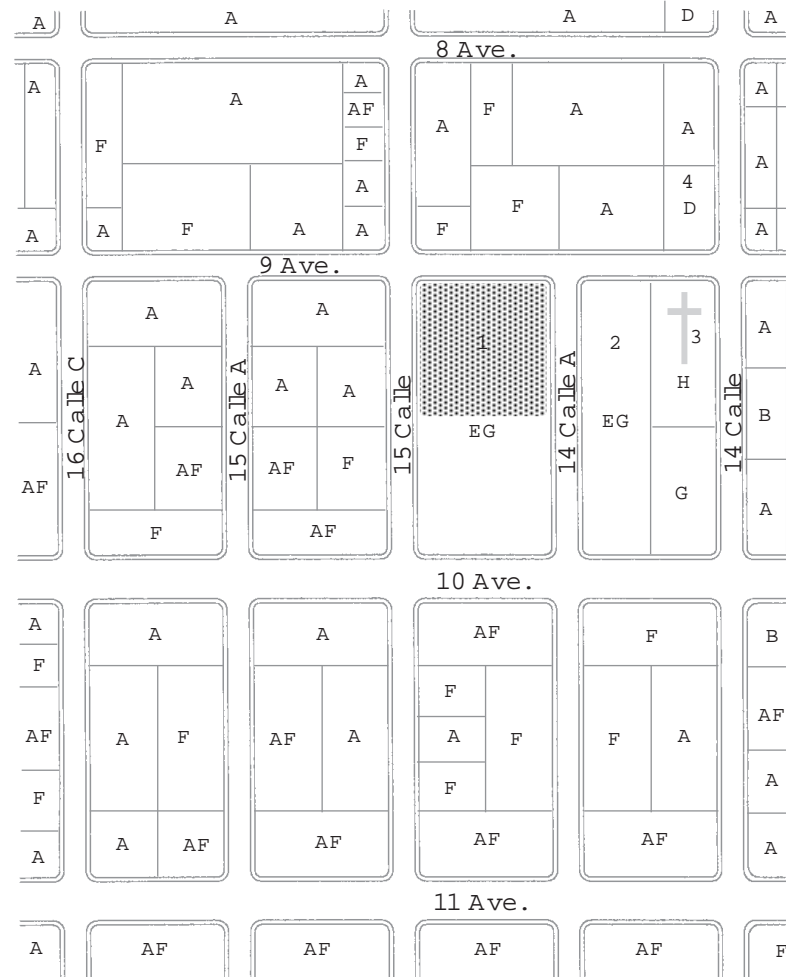 A A A D A
8 Ave.
A A A A
AF A F A A
F F A A
A
F A F 4
A D
A F A A F A
9 Ave.
A A
A 1 2 3 A
16 Calle C 15 Calle A 15 Calle 14 Calle A 14 Calle
A A A A H
A EG EG B
AF AF AF F
AF G A
F AF
10 Ave.
A A A AF F B
F F
AF A F AF A A F F A AF
F F A
A A AF AF AF AF A
11 Ave.
A AF AF AF AF F